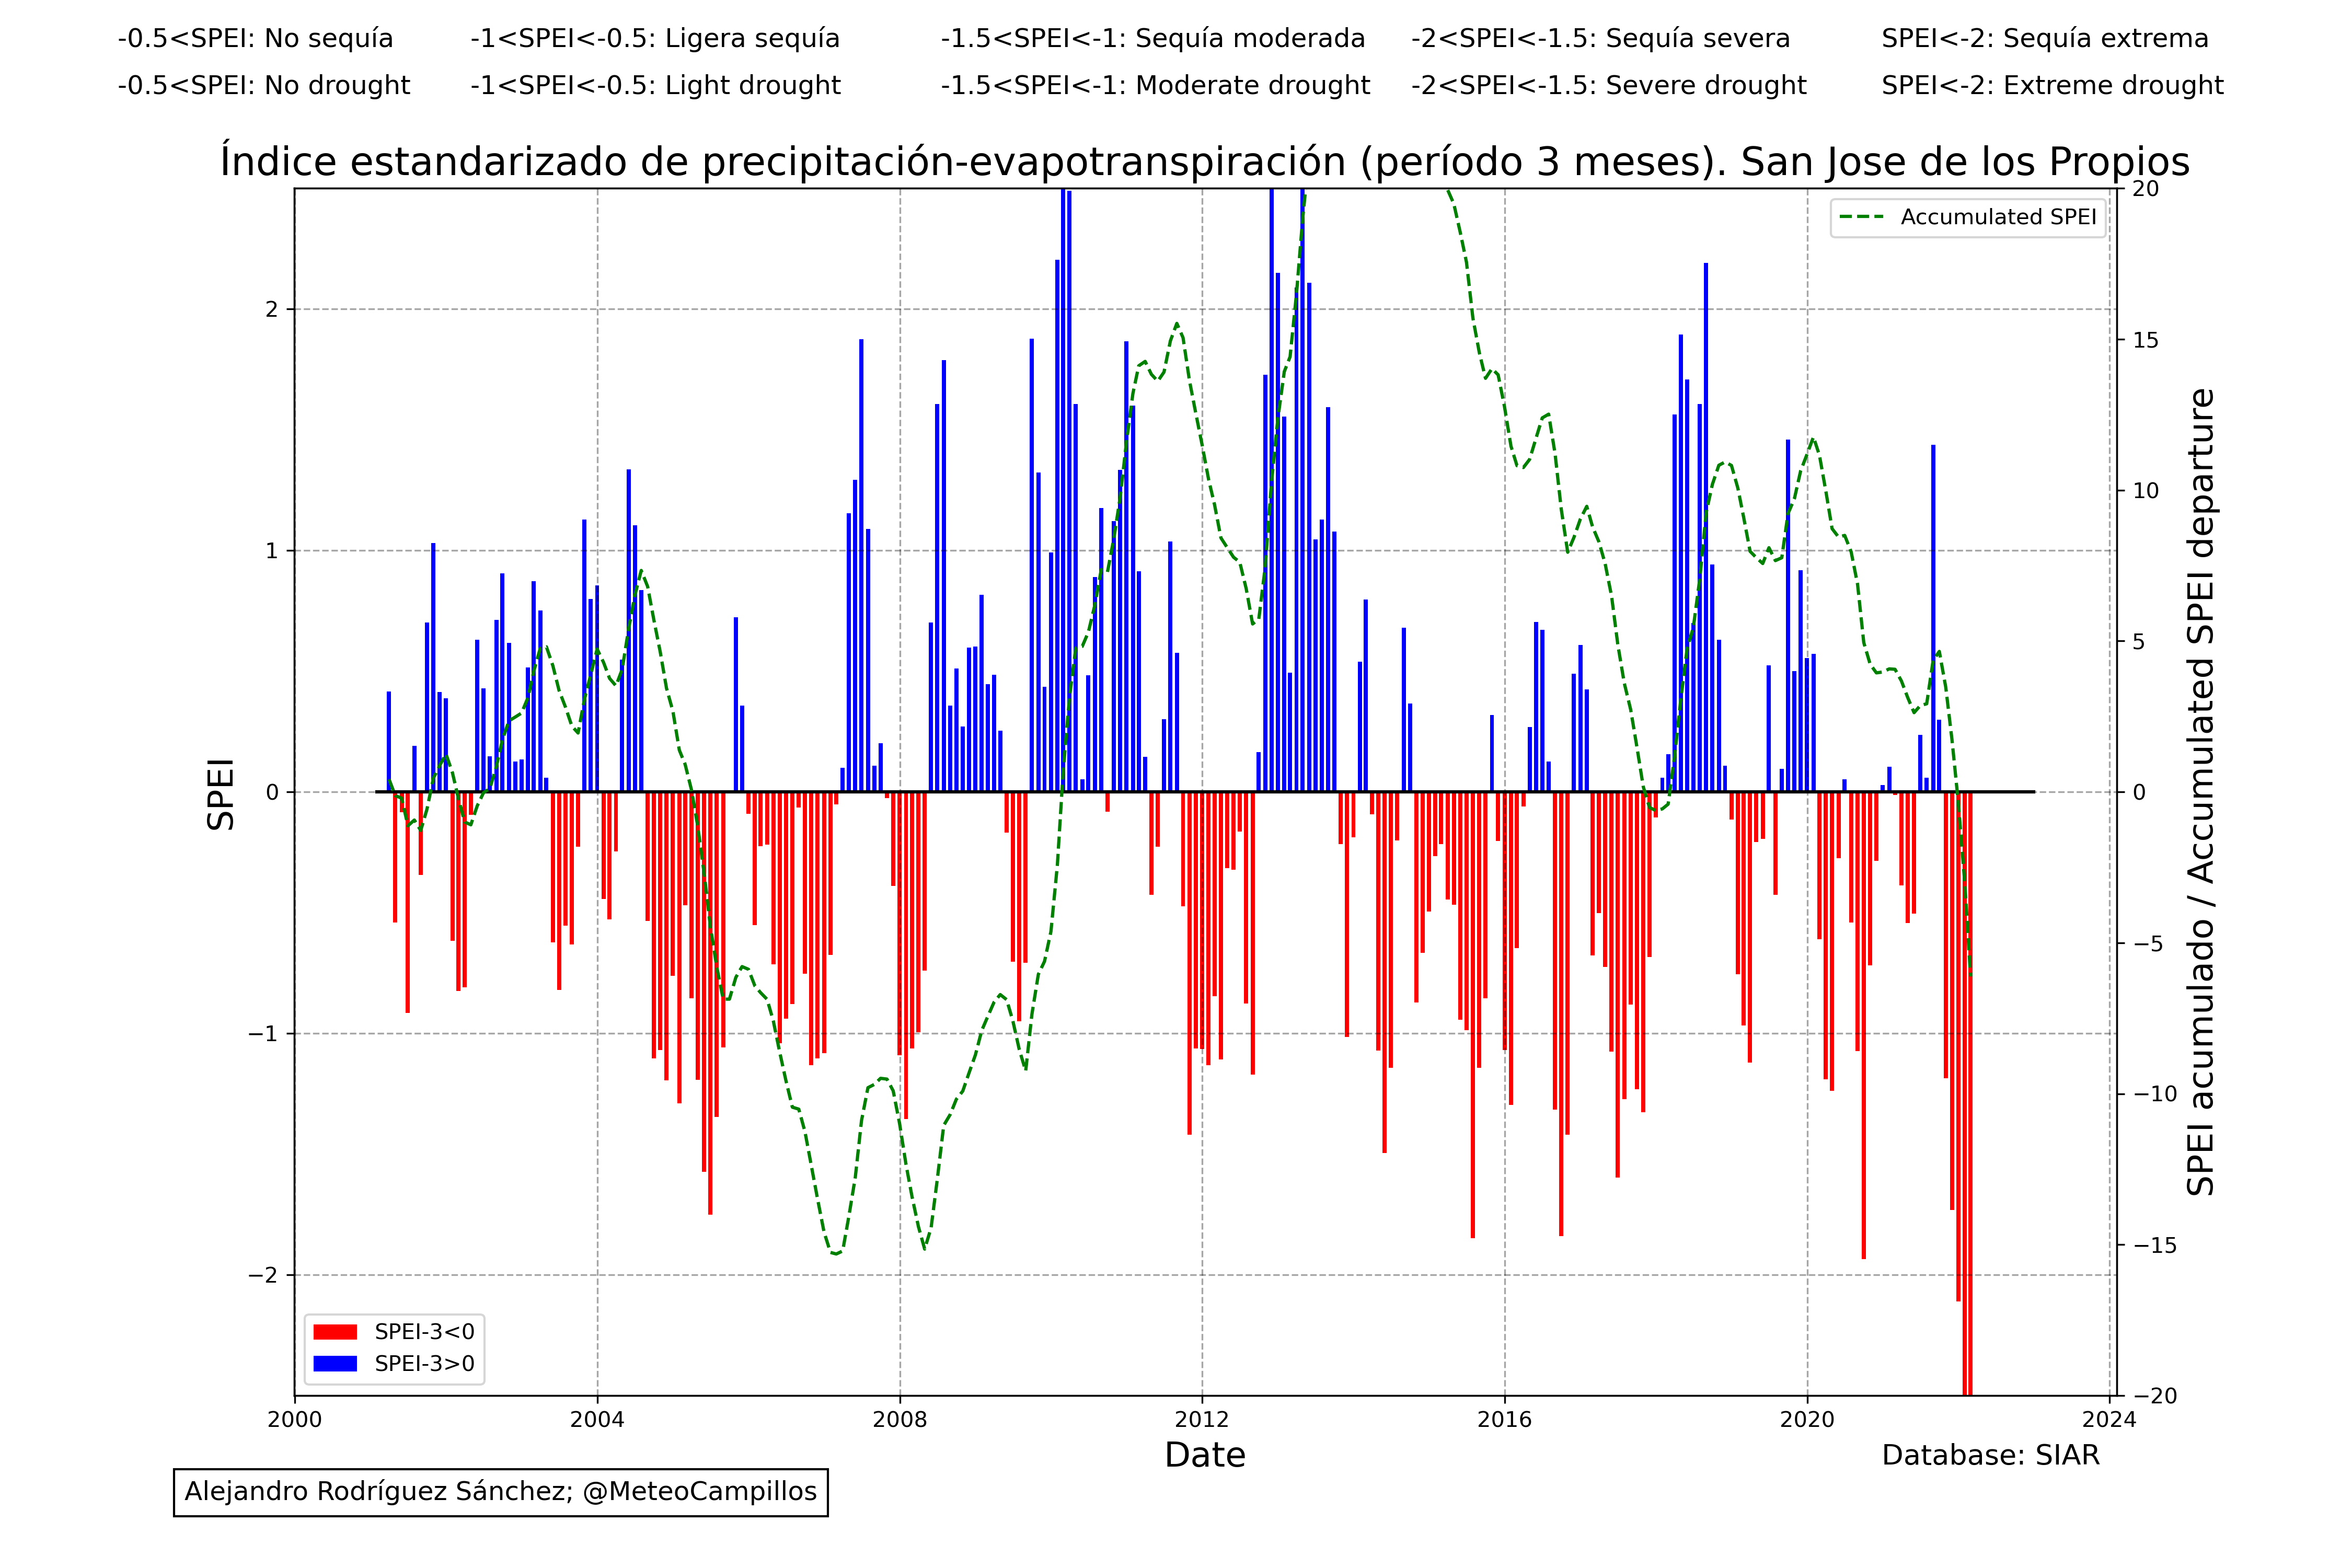 -0.5<SPEI: No sequía -1<SPEI<-0.5: Ligera sequía -1.5<SPEI<-1: Sequía moderada -2<SPEI<-1.5: Sequía severa SPEI<-2: Sequía extrema
-0.5<SPEI: No drought -1<SPEI<-0.5: Light drought -1.5<SPEI<-1: Moderate drought -2<SPEI<-1.5: Severe drought SPEI<-2: Extreme drought
Índice estandarizado de precipitación-evapotranspiración (período 3 meses). San Jose de los Propios
Accumulated SPEI
SPEI
2
1
0
−1
−2
20
15
10
5
0
−5
−10
−15
−20
SPEI acumulado / Accumulated SPEI departure
SPEI-3<0
SPEI-3>0
2000 2004 2008 2012 2016 2020 2024
Date
Database: SIAR
Alejandro Rodríguez Sánchez; @MeteoCampillos